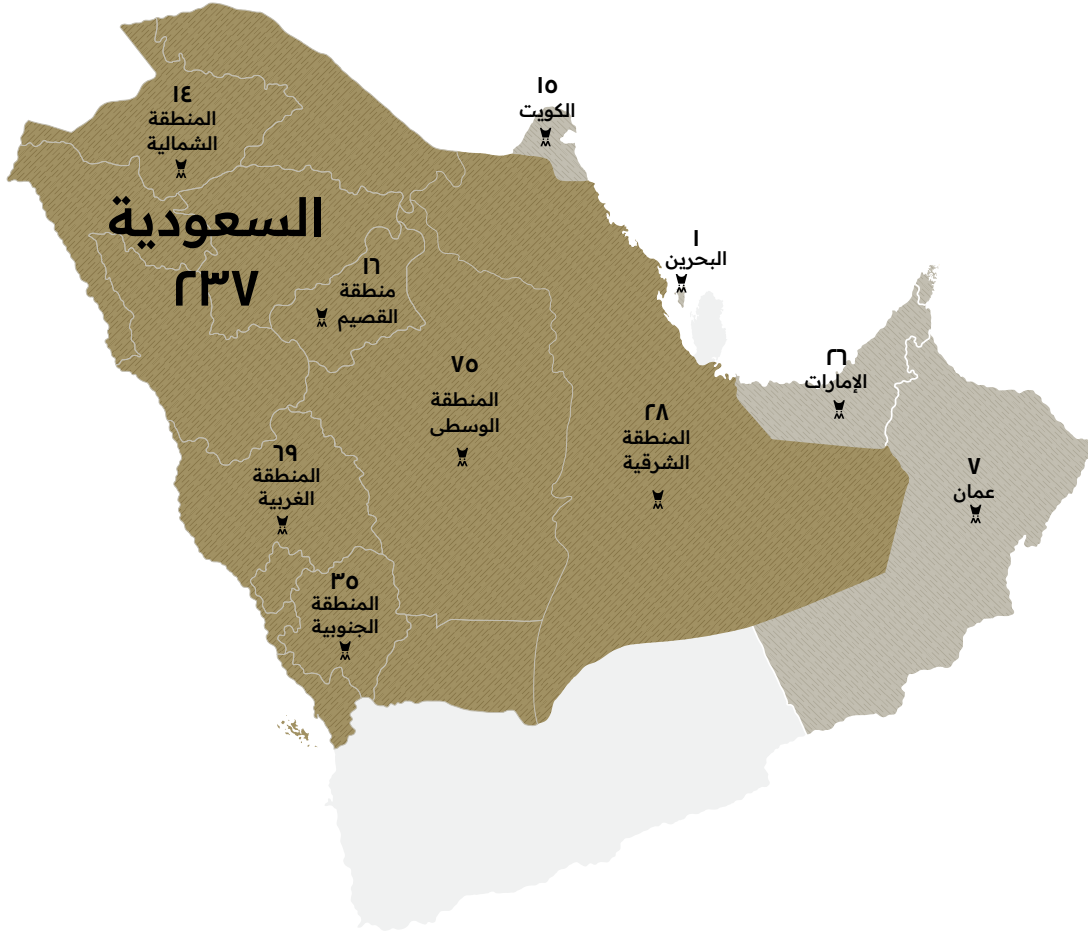 ١٤
المنطقة
الشمالية
السعودية
٢٣٧
١٦
منطقة
القصيم
١٥
الكويت
١
البحرين
٧٥
المنطقة
الوسطى
٢٨
المنطقة
الشرقية
٢٦
الإمارات
٧
عمان
٦٩
المنطقة
الغربية
٣٥
المنطقة
الجنوبية